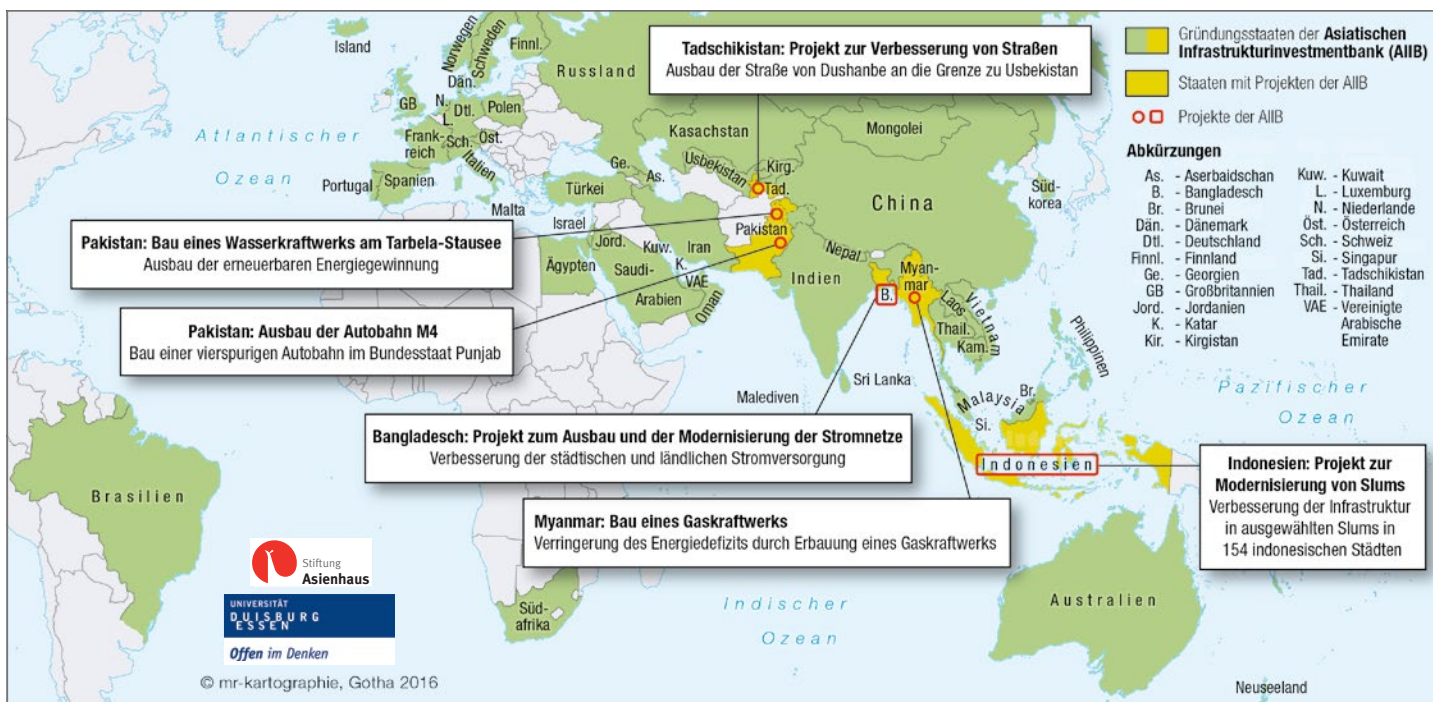 Tadschikistan: Projekt zur Verbesserung von Straßen
Ausbau der Straße von Dushanbe an die Grenze zu Usbekistan
Gründungsstaaten der Asiatischen
Infrastrukturinvestmentbank (AIIB)
Staaten mit Projekten der AIIB
Projekte der AIIB
Abkürzungen
As. - Aserbaidschan
B. - Bangladesch
Br. - Brunei
Dän. - Dänemark
Dtl. - Deutschland
Finnl. - Finnland
Ge. - Georgien
GB - Großbritannien
Jord. - Jordanien
K. - Katar
Kir. - Kirgistan
Kuw. - Kuwait
L. - Luxemburg
N. - Niederlande
Öst. - Österreich
Sch. - Schweiz
Si. - Singapur
Tad. - Tadschikistan
Thail. - Thailand
VAE - Vereinigte
Arabische
Emirate
Island
Norwegen
Schweden
Finnl.
Russland
Dän.
GB
N.
Dtl.
Polen
L.
Frank-
reich
Sch.
Öst.
Italien
Portugal
Spanien
Malta
Atlantischer
Ozean
Kasachstan
Mongolei
Usbekistan
Kirg.
Tad.
Ge.
As.
Türkei
China
Süd-
korea
Israel
Jord.
Kuw.
Iran
Pakistan
Nepal
Ägypten
Saudi-
Arabien
K.
VAE
Oman
Indien
B.
Myan-
mar
Laos
Vietnam
Thail.
Kam.
Philippinen
Pakistan: Bau eines Wasserkraftwerks am Tarbela-Stausee
Ausbau der erneuerbaren Energiegewinnung
Pakistan: Ausbau der Autobahn M4
Bau einer vierspurigen Autobahn im Bundesstaat Punjab
Sri Lanka
Malediven
Malaysia
Br.
Si.
Pazifischer
Ozean
Bangladesch: Projekt zum Ausbau und der Modernisierung der Stromnetze
Verbesserung der städtischen und ländlichen Stromversorgung
Indonesien
Indonesien: Projekt zur
Modernisierung von Slums
Verbesserung der Infrastruktur
in ausgewählten Slums in
154 indonesischen Städten
Brasilien
Myanmar: Bau eines Gaskraftwerks
Verringerung des Energiedefizits durch Erbauung eines Gaskraftwerks
Stiftung
Asienhaus
UNIVERSITÄT
DUISBURG
ESSEN
Offen im Denken
Süd-
afrika
Indischer
Ozean
Australien
Neuseeland
© mr-kartographie, Gotha 2016